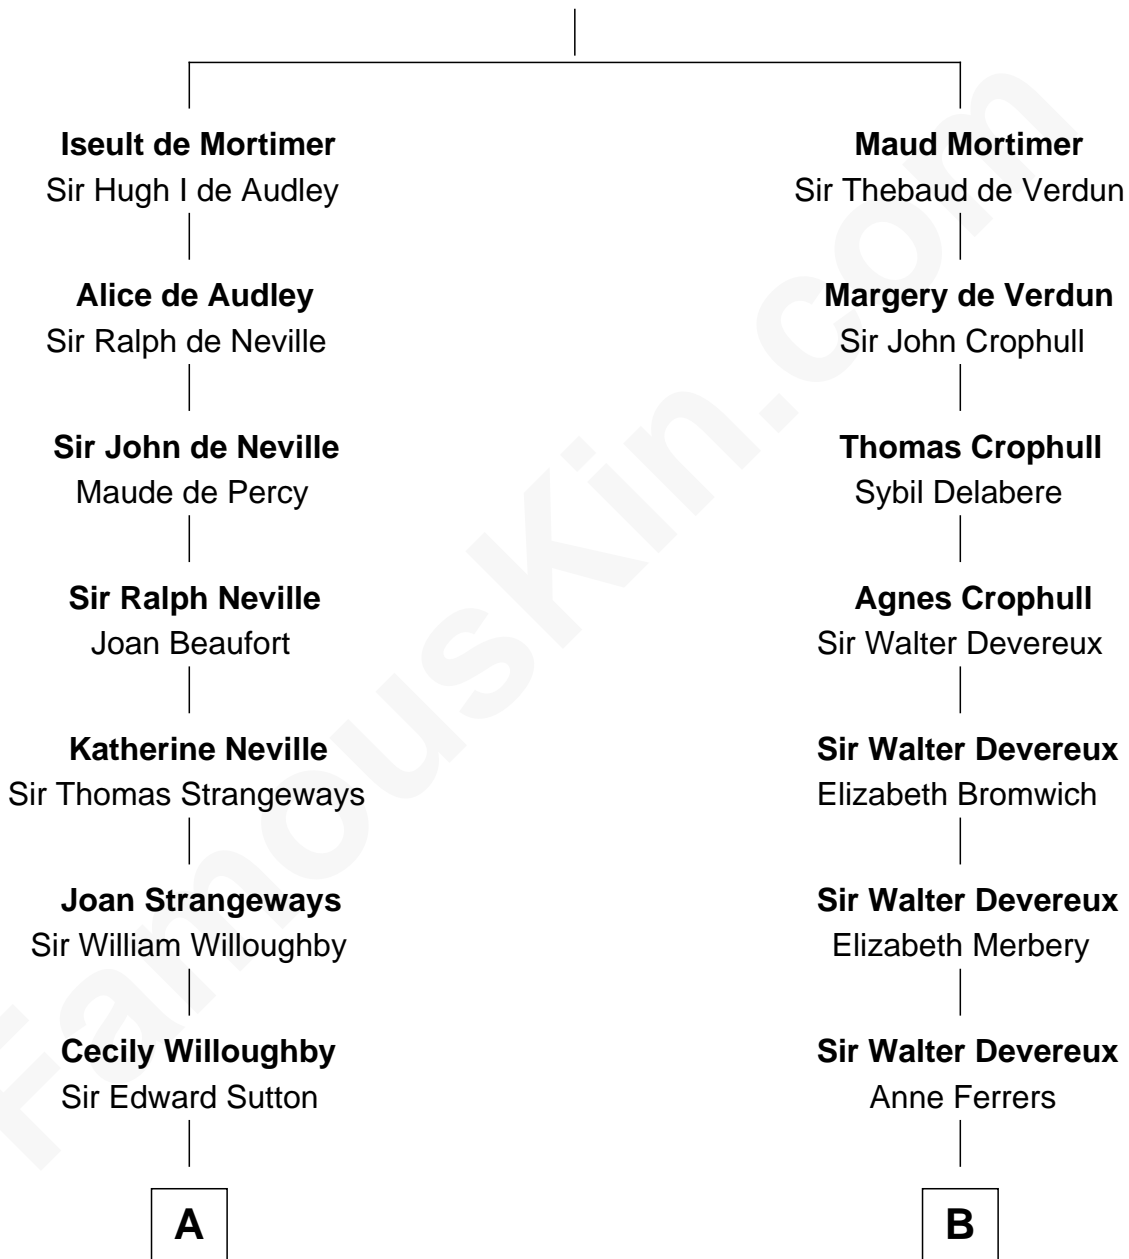 Iseult de Mortimer
Sir Hugh I de Audley
Alice de Audley
Sir Ralph de Neville
Sir John de Neville
Maude de Percy
Sir Ralph Neville
Joan Beaufort
Katherine Neville
Sir Thomas Strangeways
Joan Strangeways
Sir William Willoughby
Cecily Willoughby
Sir Edward Sutton
A
Maud Mortimer
Sir Thebaud de Verdun
Margery de Verdun
Sir John Crophull
Thomas Crophull
Sybil Delabere
Agnes Crophull
Sir Walter Devereux
Sir Walter Devereux
Elizabeth Bromwich
Sir Walter Devereux
Elizabeth Merbery
Sir Walter Devereux
Anne Ferrers
B
FamousKin.com